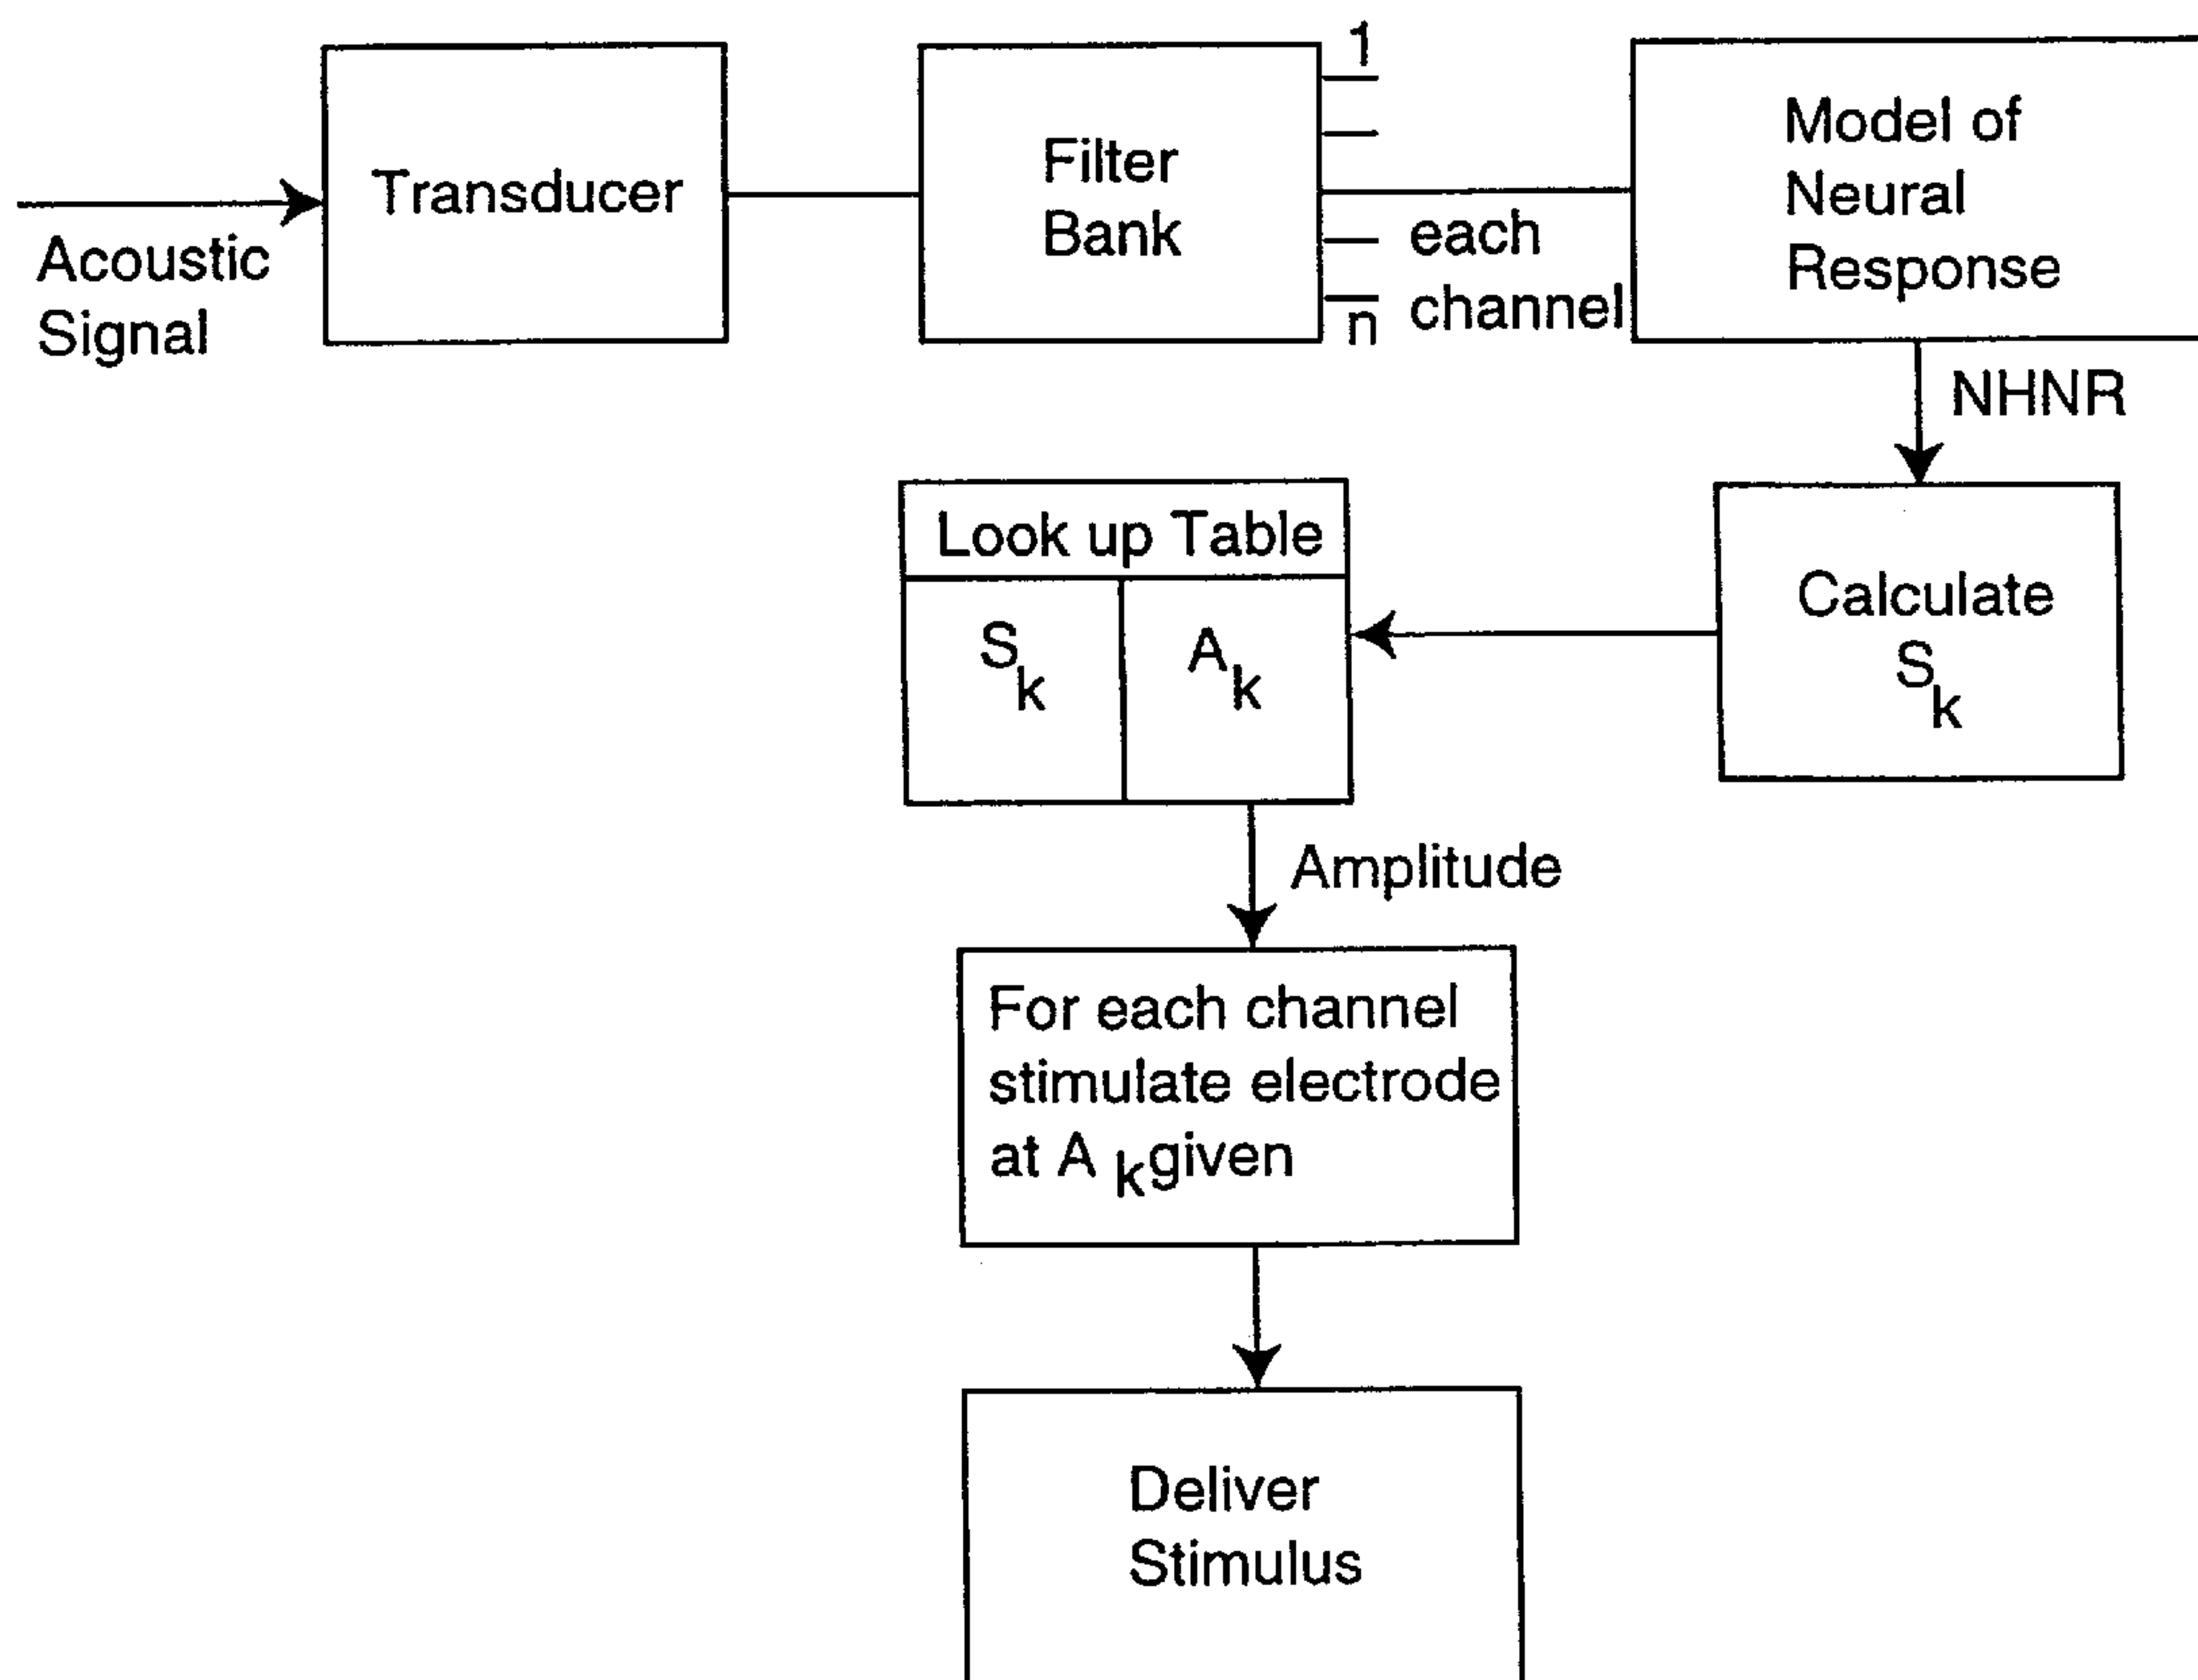 Acoustic
Signal
Transducer
Filter
Bank
1
n
each
channel
Model of
Neural
Response
NHNR
Calculate
Sk
Look up Table
Sk
Ak
Amplitude
For each channel
stimulate electrode
at A k given
Deliver
Stimulus